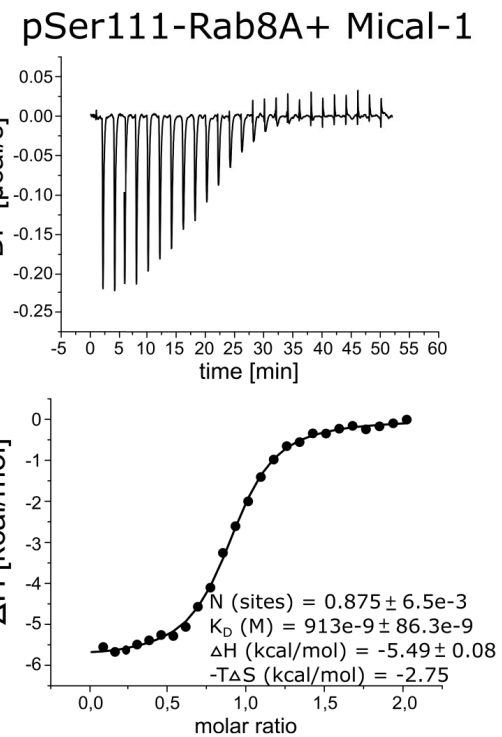 pSer111-Rab8A+ Mical-1
0.05
0.00
-0.05
-0.10
-0.15
-0.20
-0.25
-5 0 5 10 15 20 25 30 35 40 45 50 55 60
time [min]
0
-1
-2
-3
-4
-5
-6
N (sites) = 0.875 ± 6.5e-3
K_D (M) = 913e-9 ± 86.3e-9
ΔH (kcal/mol) = -5.49 ± 0.08
-TΔS (kcal/mol) = -2.75
0,0 0,5 1,0 1,5 2,0
molar ratio